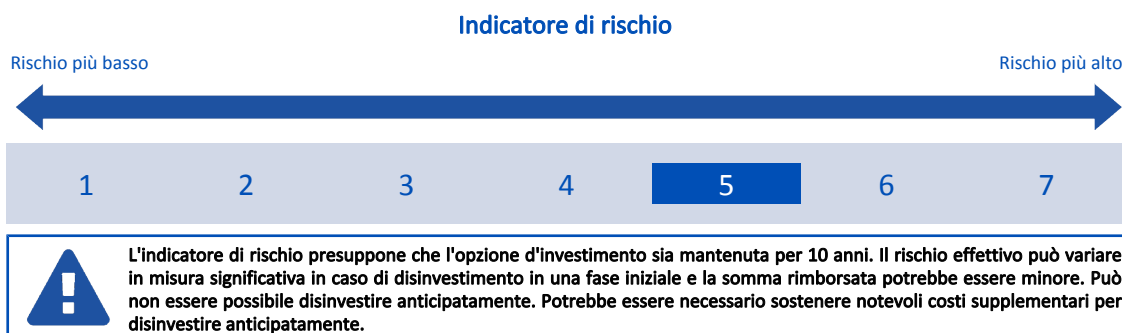 Indicatore di rischio
Rischio più basso
Rischio più alto
1 2 3 4 5 6 7
L'indicatore di rischio presuppone che l'opzione d'investimento sia mantenuta per 10 anni. Il rischio effettivo può variare
in misura significativa in caso di disinvestimento in una fase iniziale e la somma rimborsata potrebbe essere minore. Può
non essere possibile disinvestire anticipatamente. Potrebbe essere necessario sostenere notevoli costi supplementari per
disinvestire anticipatamente.